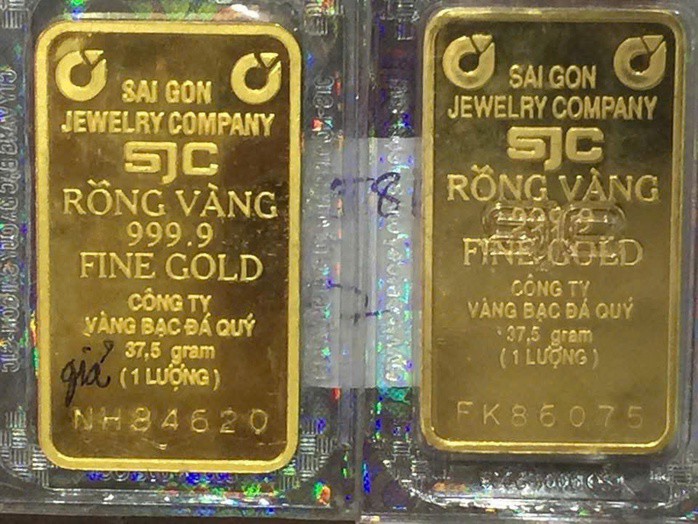 SAI GON
JEWELRY COMPANY
SJC
RỒNG VÀNG
999.9
FINE GOLD
CÔNG TY
VÀNG BẠC ĐÁ QUÝ
37,5 gram
giả
(1 LƯỢNG)
NH84620
SAI GON
JEWELRY COMPANY
SJC
RỒNG VÀNG
999.9
FINE GOLD
CÔNG TY
VÀNG BẠC ĐÁ QUÝ
37,5 gram
(1 LƯỢNG)
FK86075